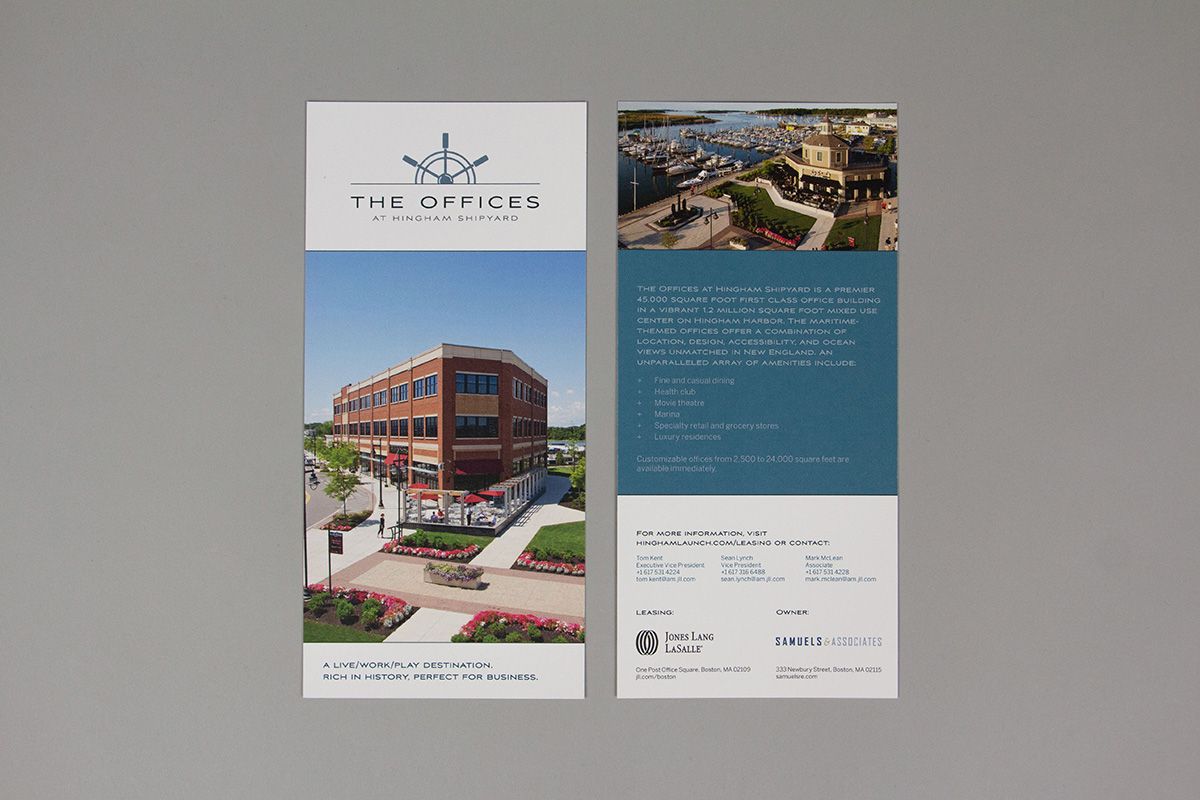 THE OFFICES
AT HINGHAM SHIPYARD
A LIVE/WORK/PLAY DESTINATION.
RICH IN HISTORY, PERFECT FOR BUSINESS.
THE OFFICES AT HINGHAM SHIPYARD IS A PREMIER
45,000 SQUARE FOOT FIRST CLASS OFFICE BUILDING
IN A VIBRANT 1.2 MILLION SQUARE FOOT MIXED USE
CENTER ON HINGHAM HARBOR. THE MARITIME-
THEMED OFFICES OFFER A COMBINATION OF
LOCATION, DESIGN, ACCESSIBILITY, AND OCEAN
VIEWS UNMATCHED IN NEW ENGLAND. AN
UNPARALLELED ARRAY OF AMENITIES INCLUDE:
+ Fine and casual dining
+ Health club
+ Movie theatre
+ Marina
+ Specialty retail and grocery stores
+ Luxury residences
Customizable offices from 2,500 to 24,000 square feet are
available immediately.
FOR MORE INFORMATION, VISIT
HINGHAMLAUNCH.COM/LEASING OR CONTACT:
Tom Kent
Executive Vice President
+1 617 531 4224
tom.kent@am.jll.com
Sean Lynch
Vice President
+1 617 316 6488
sean.lynch@am.jll.com
Mark McLean
Associate
+1 617 531 4228
mark.mclean@am.jll.com
LEASING:
JONES LANG
LASALLE®
One Post Office Square, Boston, MA 02109
jll.com/boston
OWNER:
SAMUELS & ASSOCIATES
333 Newbury Street, Boston, MA 02115
samuelsre.com